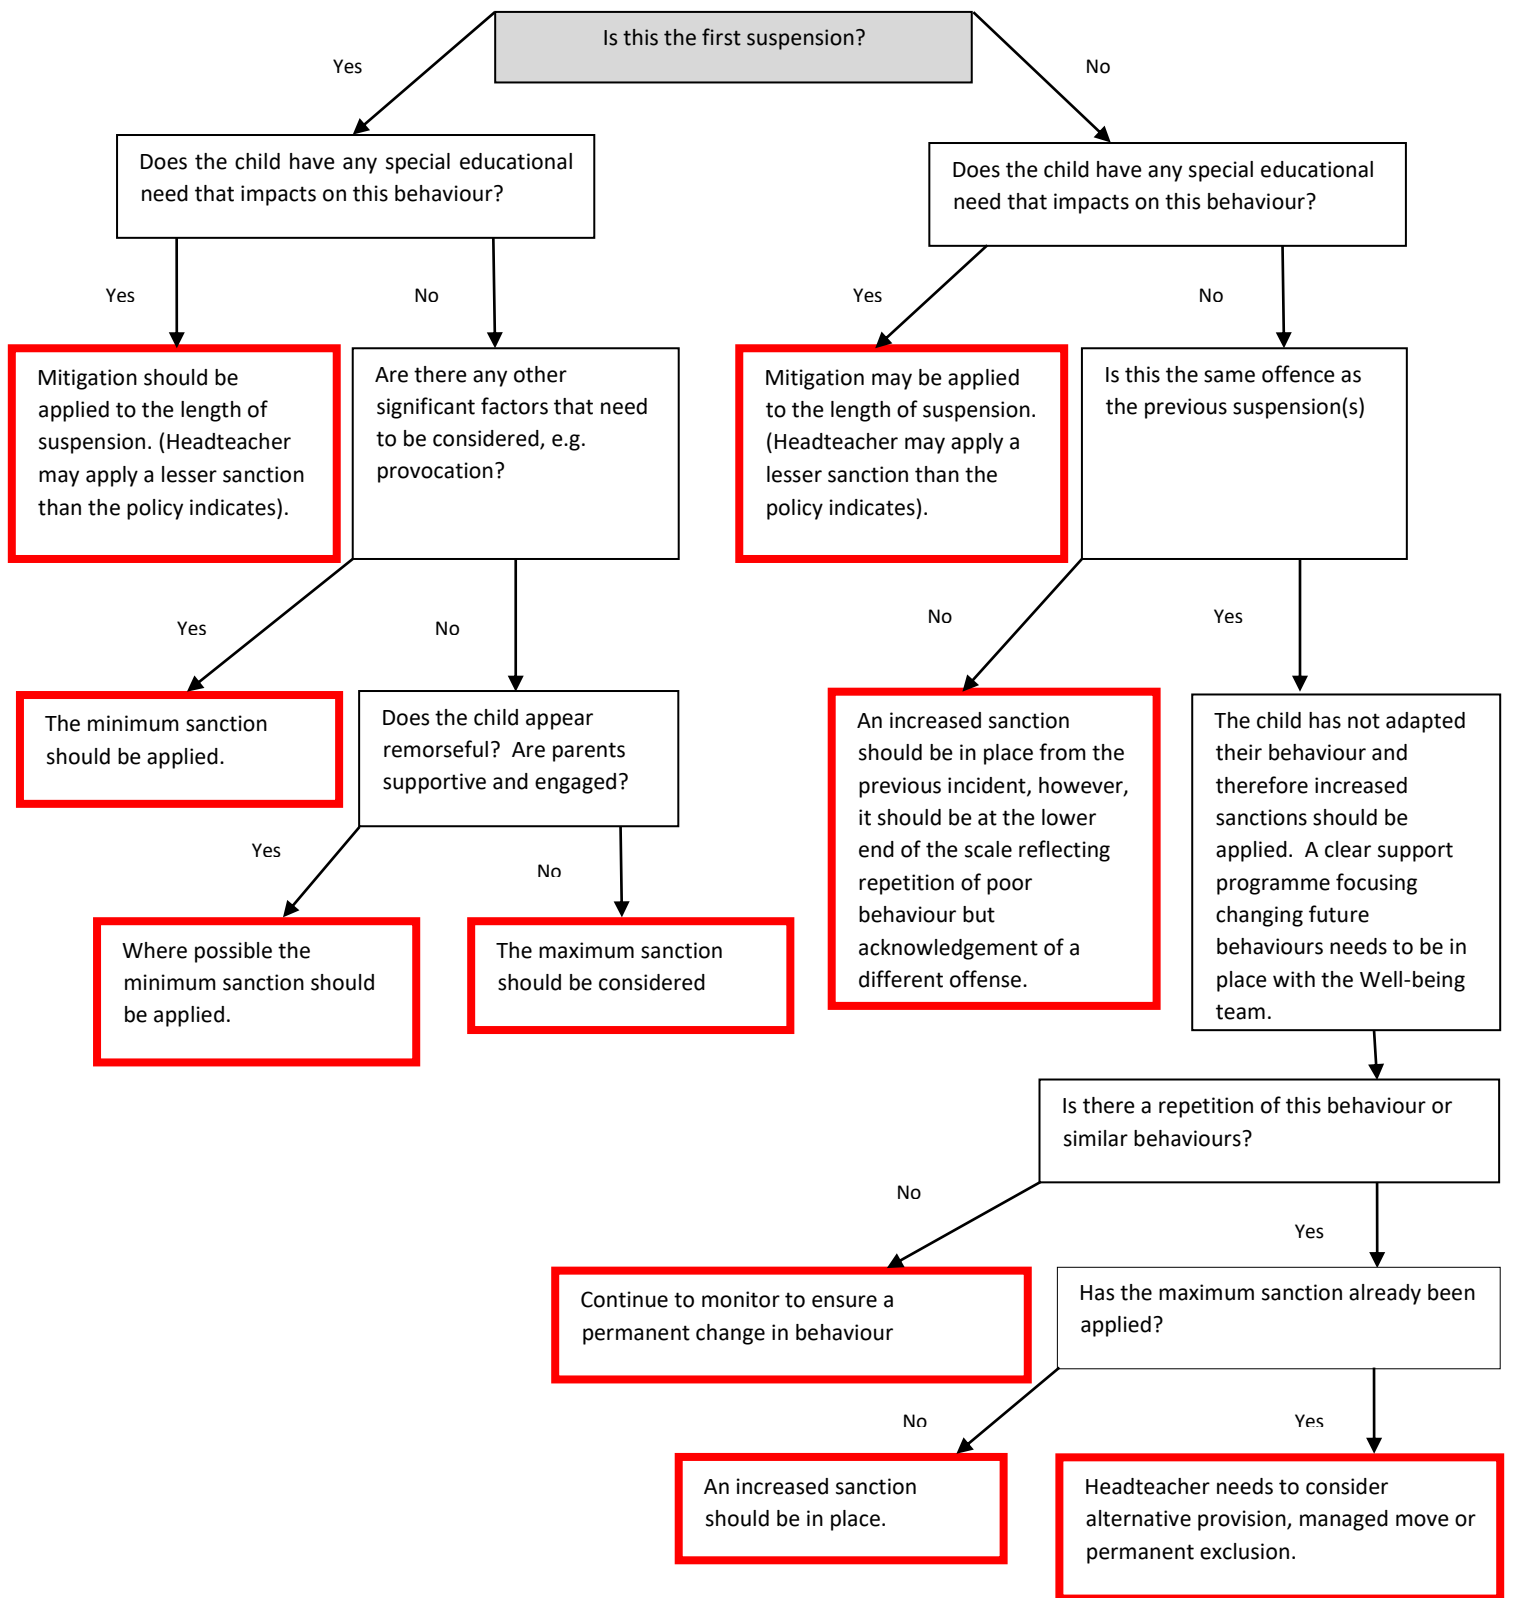 Is this the first suspension?
Yes
No
Does the child have any special educational
need that impacts on this behaviour?
Does the child have any special educational
need that impacts on this behaviour?
Yes
No
Yes
No
Mitigation should be
applied to the length of
suspension. (Headteacher
may apply a lesser sanction
than the policy indicates).
Are there any other
significant factors that need
to be considered, e.g.
provocation?
Mitigation may be applied
to the length of suspension.
(Headteacher may apply a
lesser sanction than the
policy indicates).
Is this the same offence as
the previous suspension(s)
Yes
No
No
Yes
The minimum sanction
should be applied.
Does the child appear
remorseful?  Are parents
supportive and engaged?
An increased sanction
should be in place from the
previous incident, however,
it should be at the lower
end of the scale reflecting
repetition of poor
behaviour but
acknowledgement of a
different offense.
The child has not adapted
their behaviour and
therefore increased
sanctions should be
applied.  A clear support
programme focusing
changing future
behaviours needs to be in
place with the Well-being
team.
Yes
No
Where possible the
minimum sanction should
be applied.
The maximum sanction
should be considered
Is there a repetition of this behaviour or
similar behaviours?
No
Yes
Continue to monitor to ensure a
permanent change in behaviour
Has the maximum sanction already been
applied?
No
Yes
An increased sanction
should be in place.
Headteacher needs to consider
alternative provision, managed move or
permanent exclusion.